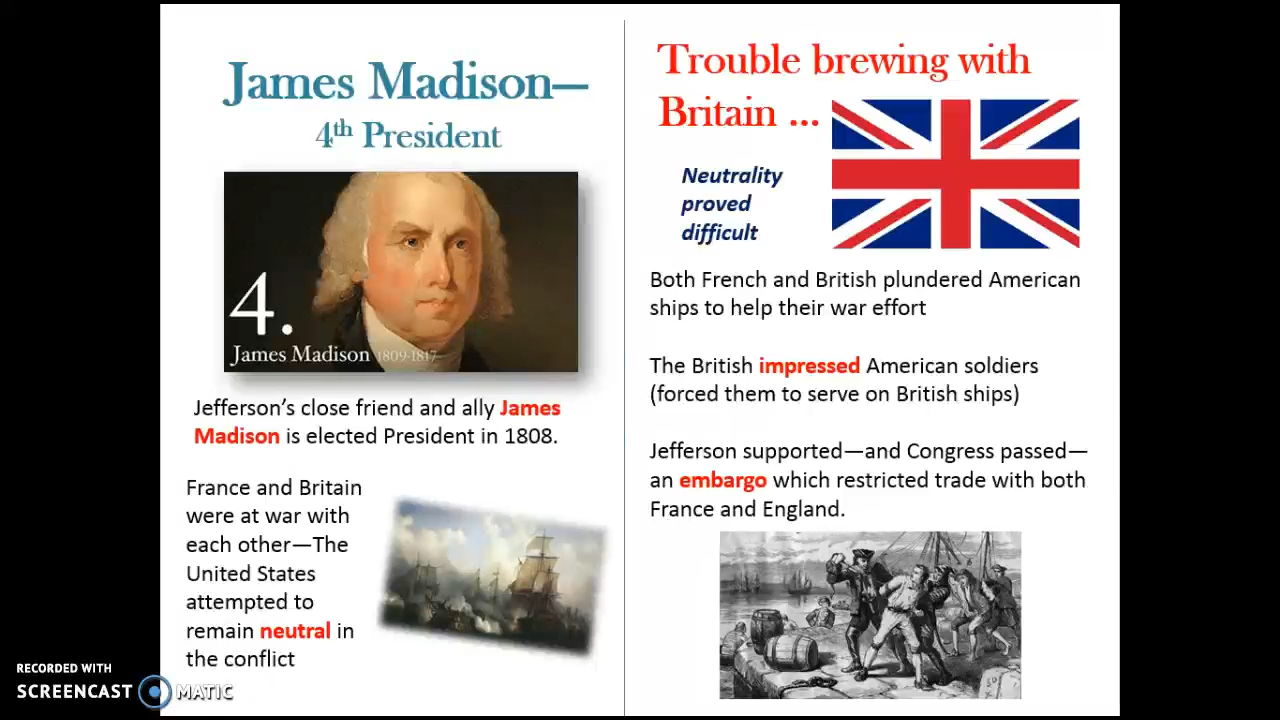 James Madison—
4th President
4.
James Madison 1809-1817
Jefferson's close friend and ally James
Madison is elected President in 1808.
France and Britain
were at war with
each other—The
United States
attempted to
remain neutral in
the conflict
Trouble brewing with
Britain ...
Neutrality
proved
difficult
Both French and British plundered American
ships to help their war effort
The British impressed American soldiers
(forced them to serve on British ships)
Jefferson supported—and Congress passed—
an embargo which restricted trade with both
France and England.
RECORDED WITH
SCREENCAST MATIC